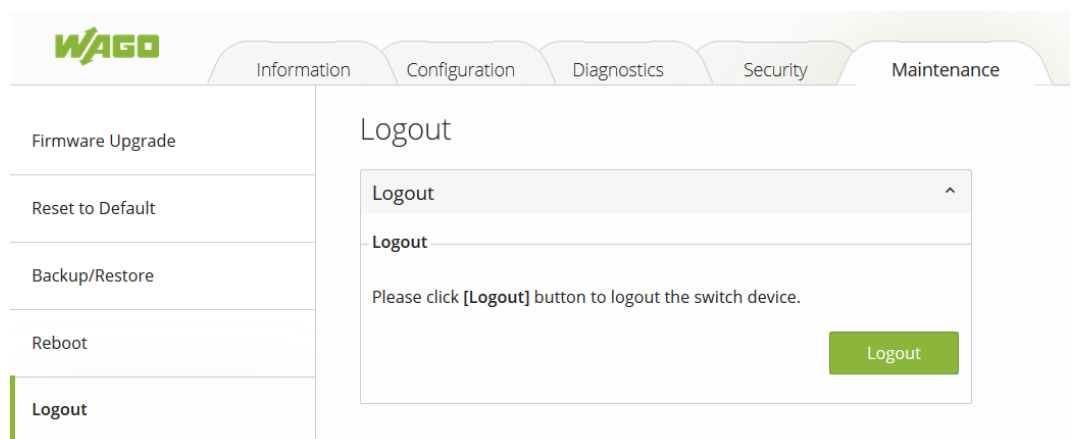 WAGO
Information Configuration Diagnostics Security Maintenance
Firmware Upgrade
Reset to Default
Backup/Restore
Reboot
Logout
Logout
Logout
Logout
Please click [Logout] button to logout the switch device.
Logout